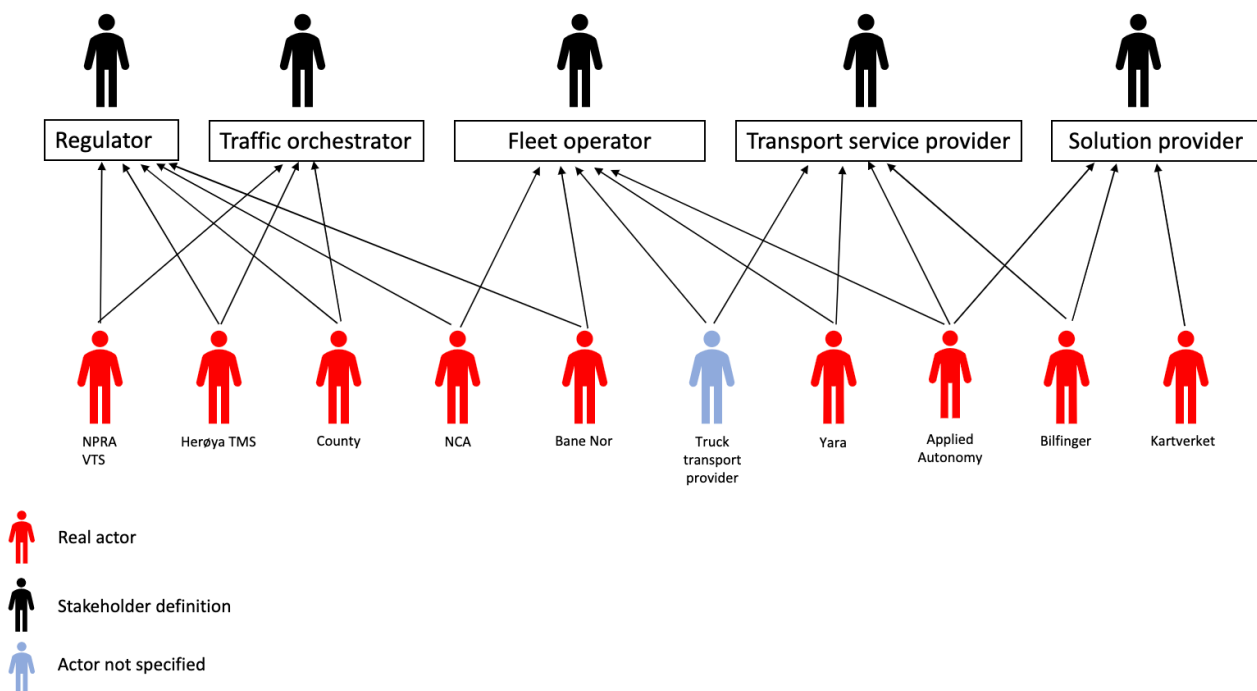 Regulator
Traffic orchestrator
Fleet operator
Transport service provider
Solution provider
NPRA
VTS
Herøya TMS
County
NCA
Bane Nor
Truck
transport
provider
Yara
Applied
Autonomy
Bilfinger
Kartverket
Real actor
Stakeholder definition
Actor not specified